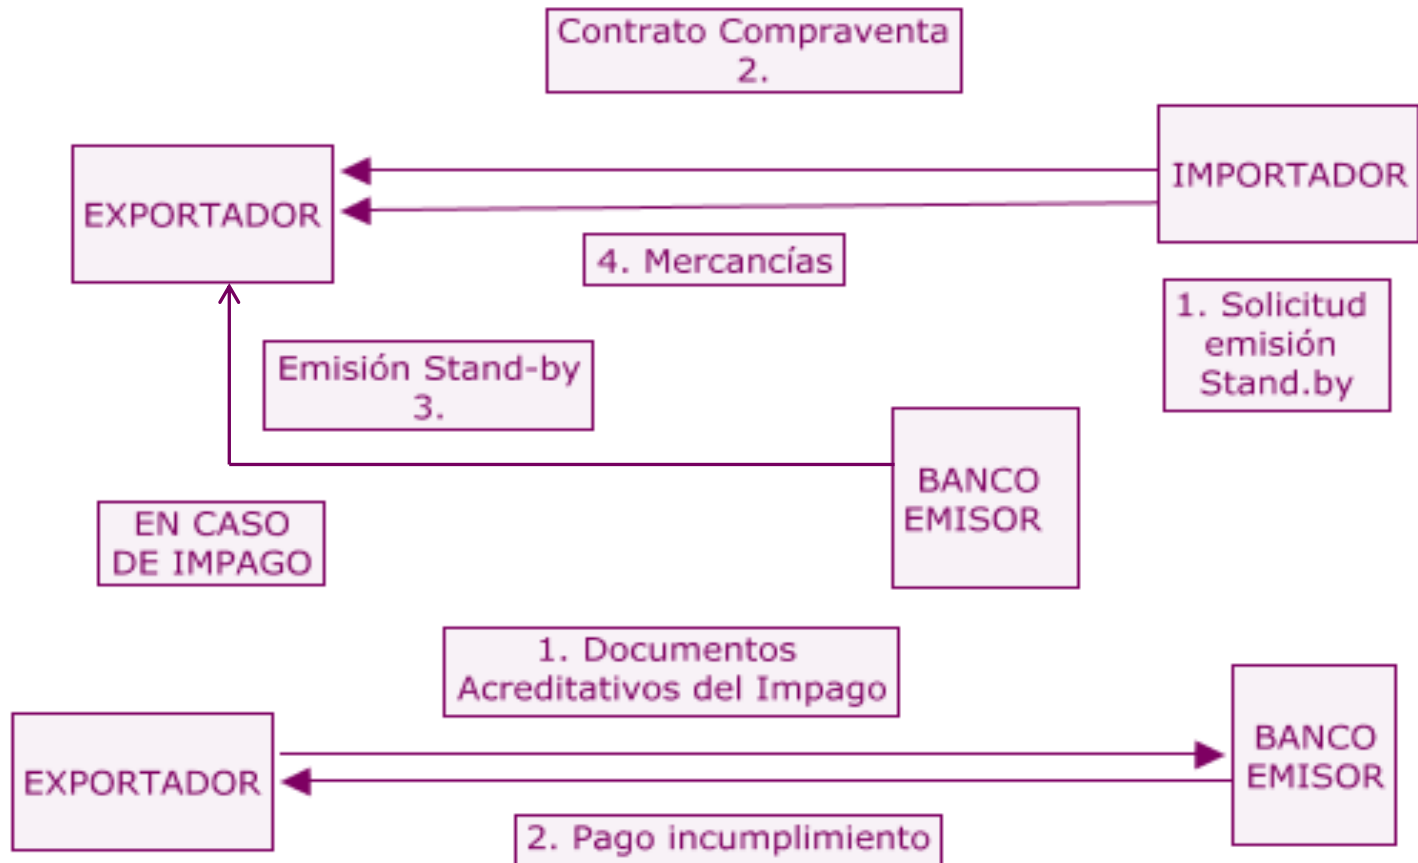 Contrato Compraventa
2.
IMPORTADOR
EXPORTADOR
4. Mercancías
1. Solicitud
emisión
Stand.by
Emisión Stand-by
3.
BANCO
EMISOR
EN CASO
DE IMPAGO
1. Documentos
Acreditativos del Impago
BANCO
EMISOR
EXPORTADOR
2. Pago incumplimiento